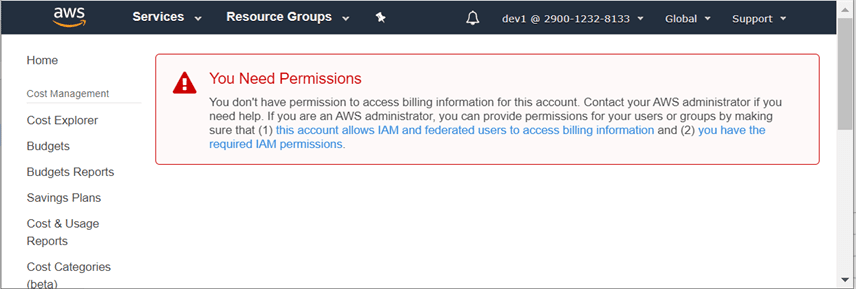 aws Services Resource Groups dev1 @ 2900-1232-8133 Global Support
Home
Cost Management
Cost Explorer
Budgets
Budgets Reports
Savings Plans
Cost & Usage
Reports
Cost Categories
(beta)
You Need Permissions
You don't have permission to access billing information for this account. Contact your AWS administrator if you
need help. If you are an AWS administrator, you can provide permissions for your users or groups by making
sure that (1) this account allows IAM and federated users to access billing information and (2) you have the
required IAM permissions.